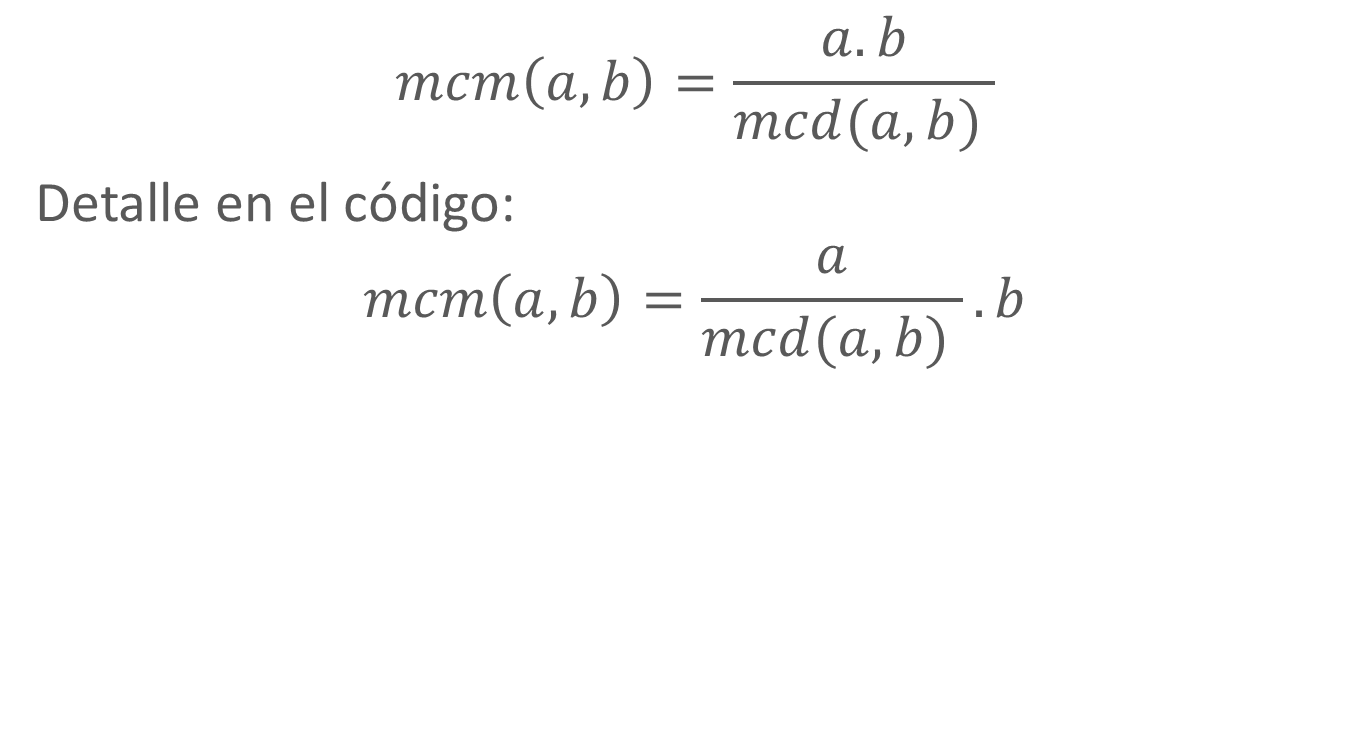 mcm(a, b) = a. b / mcd(a, b)
Detalle en el código:
mcm(a, b) = a / mcd(a, b) . b